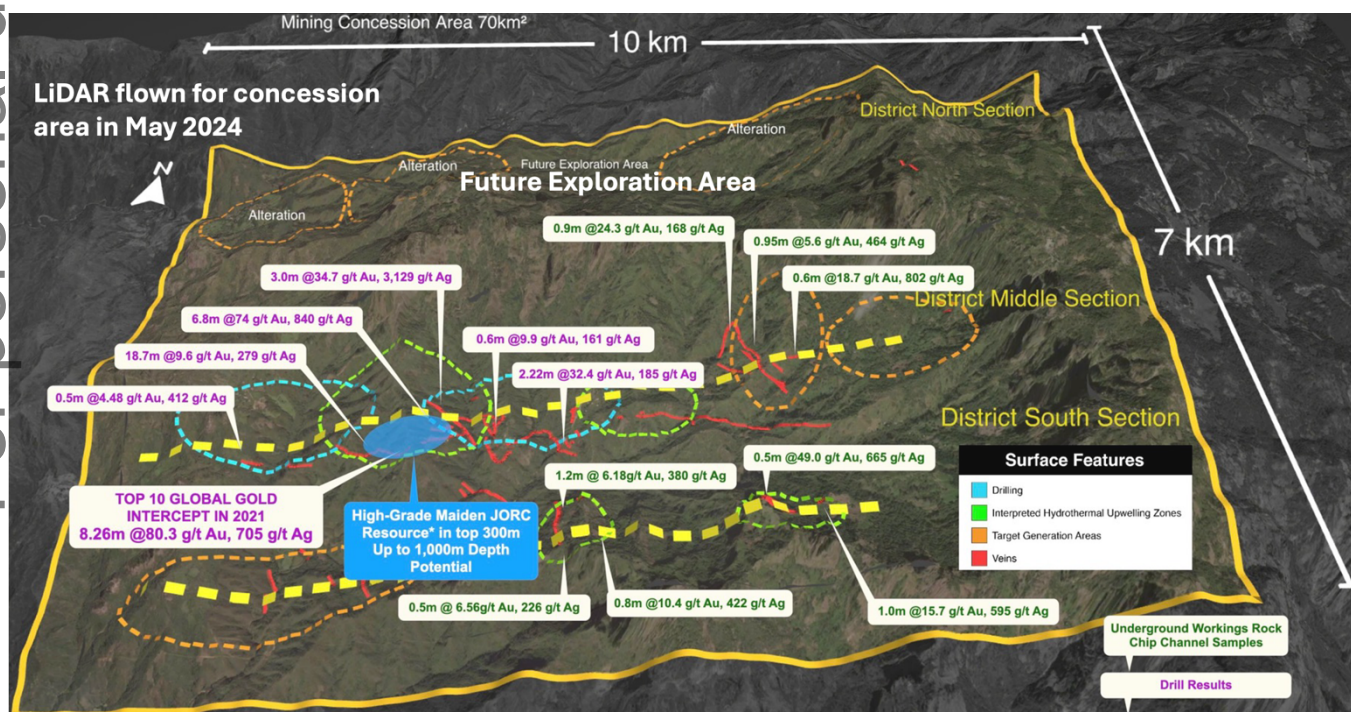 Mining Concession Area 70km²
10 km
LiDAR flown for concession
area in May 2024
N
District North Section
Alteration
Alteration
Future Exploration Area
Future Exploration Area
Alteration
7 km
0.9m @24.3 g/t Au, 168 g/t Ag
0.95m @5.6 g/t Au, 464 g/t Ag
3.0m @34.7 g/t Au, 3,129 g/t Ag
0.6m @18.7 g/t Au, 802 g/t Ag
District Middle Section
6.8m @74 g/t Au, 840 g/t Ag
0.6m @9.9 g/t Au, 161 g/t Ag
18.7m @9.6 g/t Au, 279 g/t Ag
2.22m @32.4 g/t Au, 185 g/t Ag
0.5m @4.48 g/t Au, 412 g/t Ag
District South Section
0.5m @49.0 g/t Au, 665 g/t Ag
1.2m @ 6.18g/t Au, 380 g/t Ag
Surface Features
Drilling
Interpreted Hydrothermal Upwelling Zones
Target Generation Areas
Veins
TOP 10 GLOBAL GOLD
INTERCEPT IN 2021
8.26m @80.3 g/t Au, 705 g/t Ag
High-Grade Maiden JORC
Resource* in top 300m
Up to 1,000m Depth
Potential
0.5m @ 6.56g/t Au, 226 g/t Ag
0.8m @10.4 g/t Au, 422 g/t Ag
1.0m @15.7 g/t Au, 595 g/t Ag
Underground Workings Rock
Chip Channel Samples
Drill Results